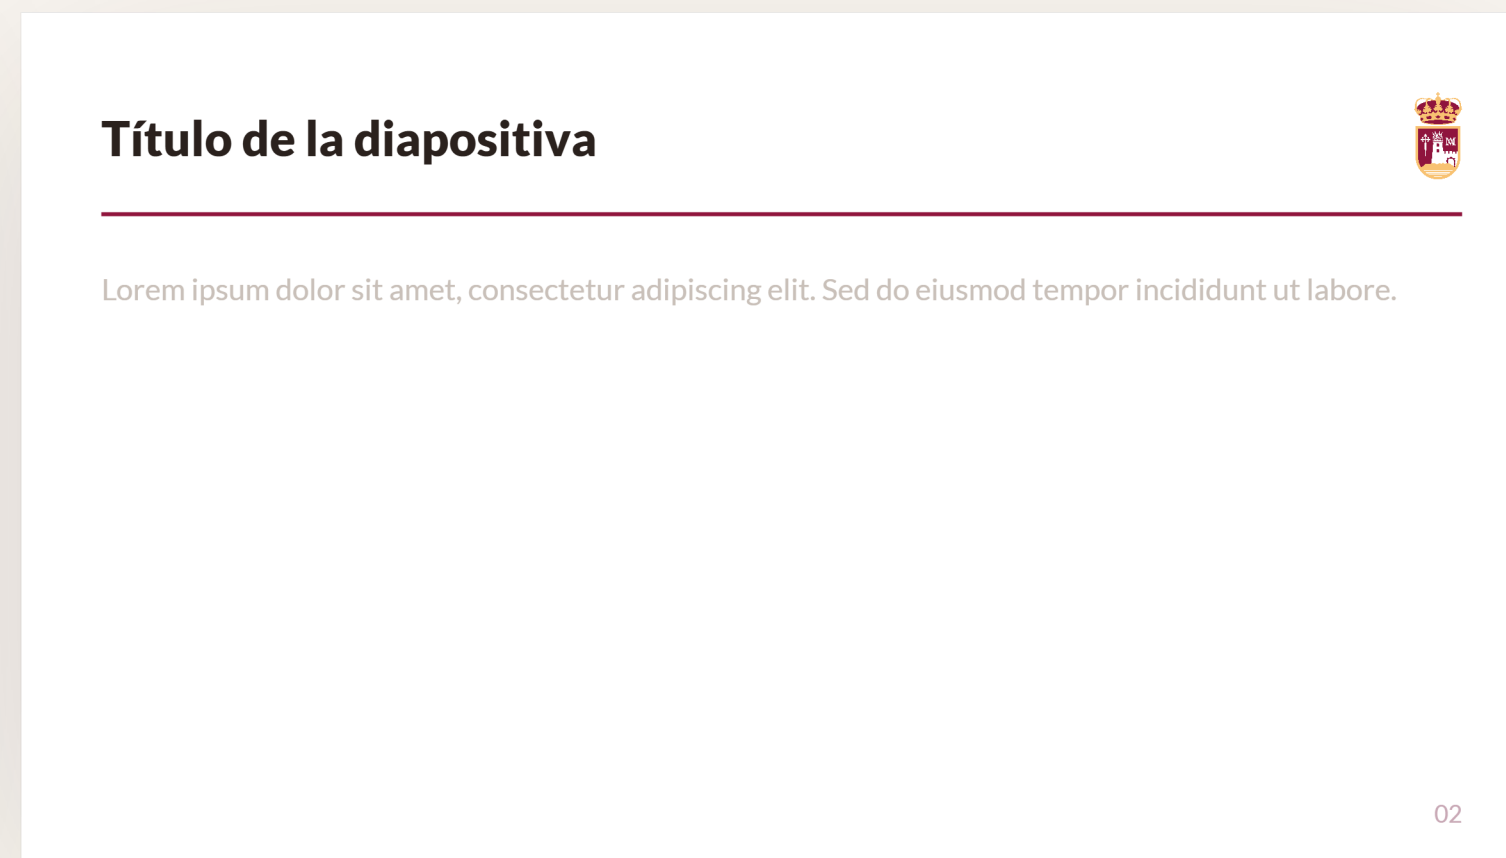 Título de la diapositiva
Lorem ipsum dolor sit amet, consectetur adipiscing elit. Sed do eiusmod tempor incididunt ut labore.
02